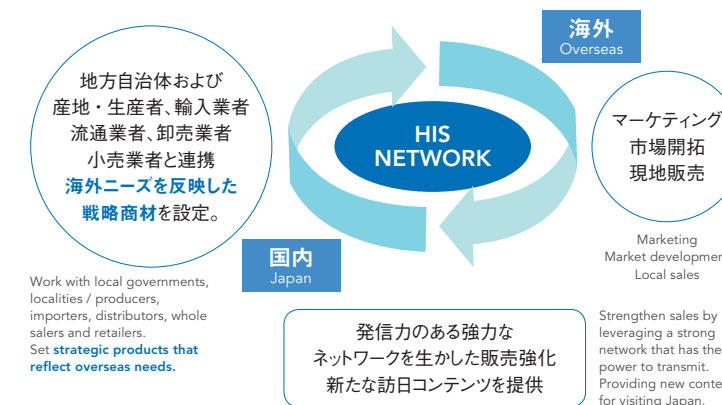 海外
Overseas
地方自治体および
産地・生産者、輸入業者
流通業者、卸売業者
小売業者と連携
海外ニーズを反映した
戦略商材を設定。
HIS
NETWORK
マーケティング
市場開拓
現地販売
国内
Japan
Work with local governments,
localities / producers,
importers, distributors, whole
salers and retailers.
Set strategic products that
reflect overseas needs.
Marketing
Market developmen
Local sales
発信力のある強力な
ネットワークを生かした販売強化
新たな訪日コンテンツを提供
Strengthen sales by
leveraging a strong
network that has the
power to transmit.
Providing new conte
for visiting Japan.